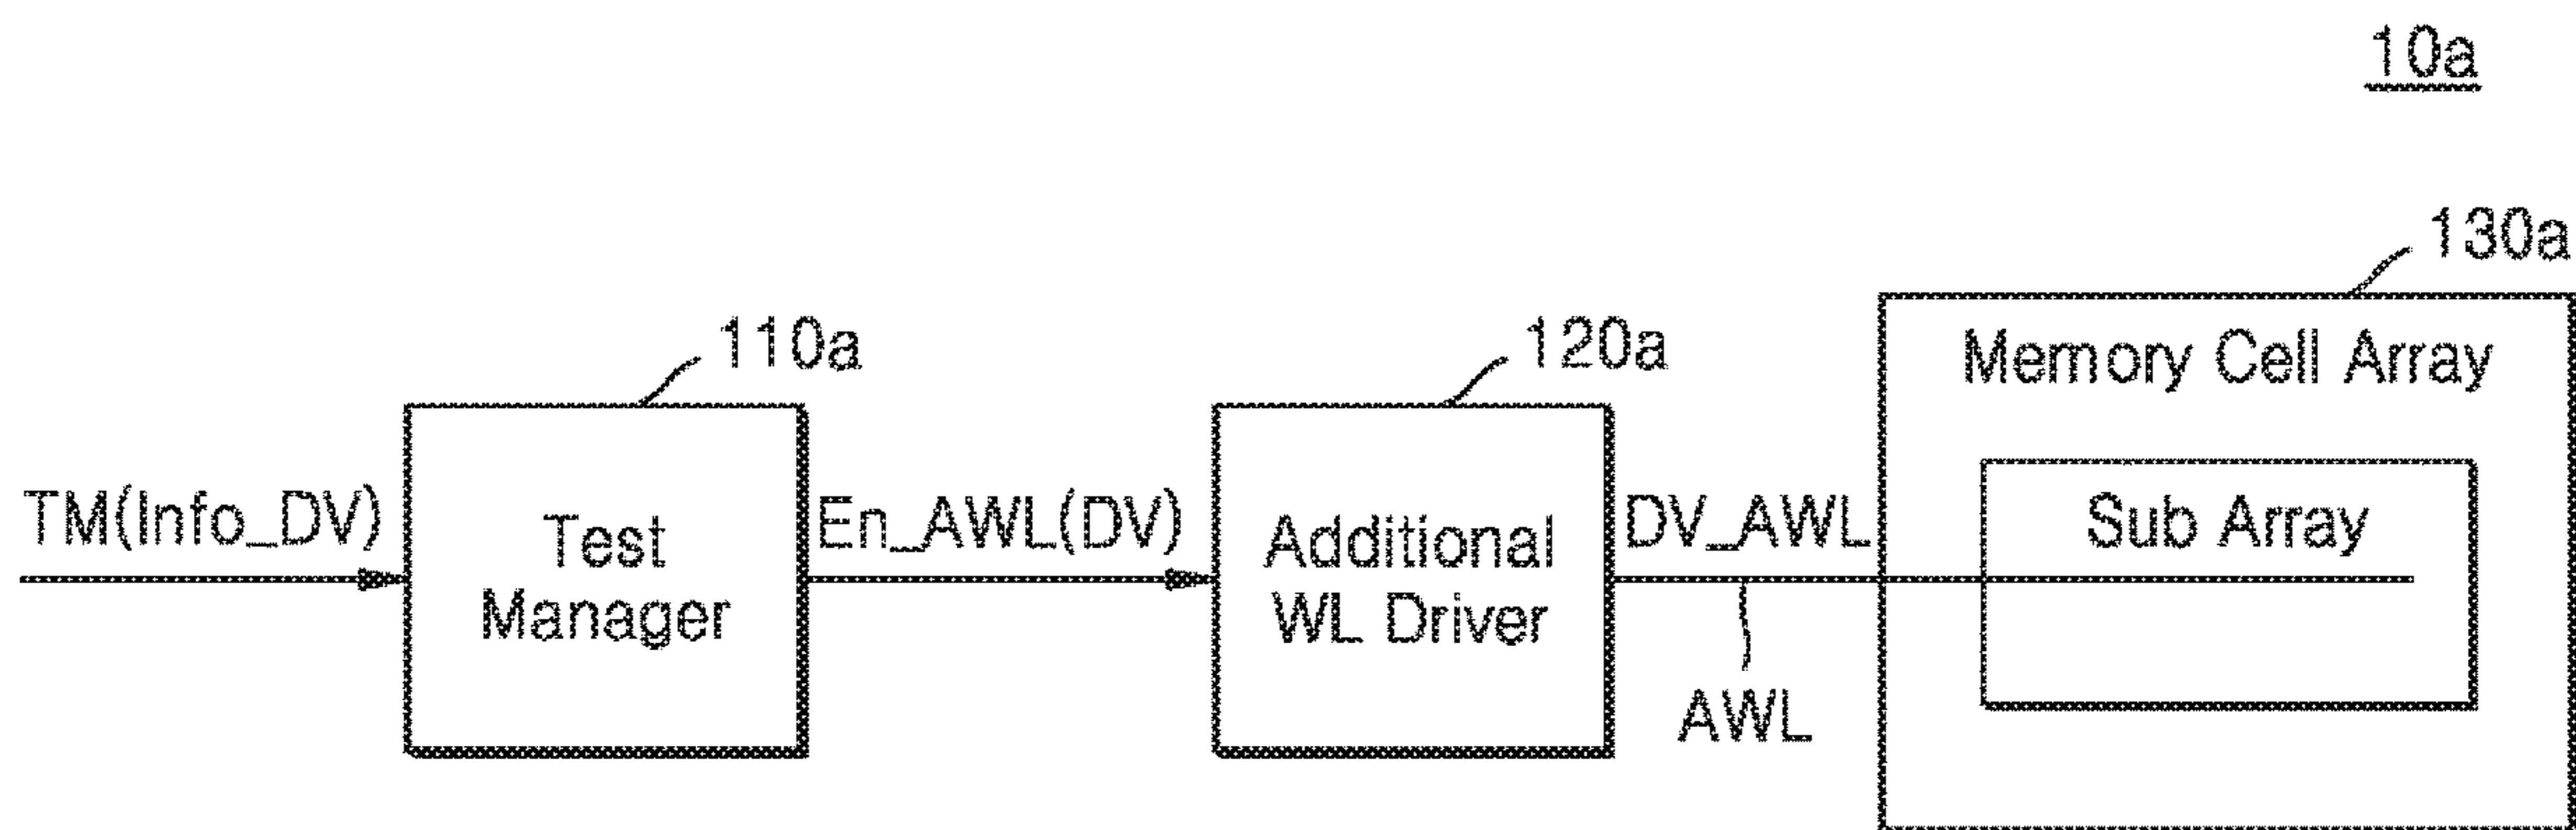 10a
130a
110a
120a
Memory Cell Array
TM(Info_DV)
Test
Manager
En_AWL(DV)
Additional
WL Driver
DV_AWL
Sub Array
AWL